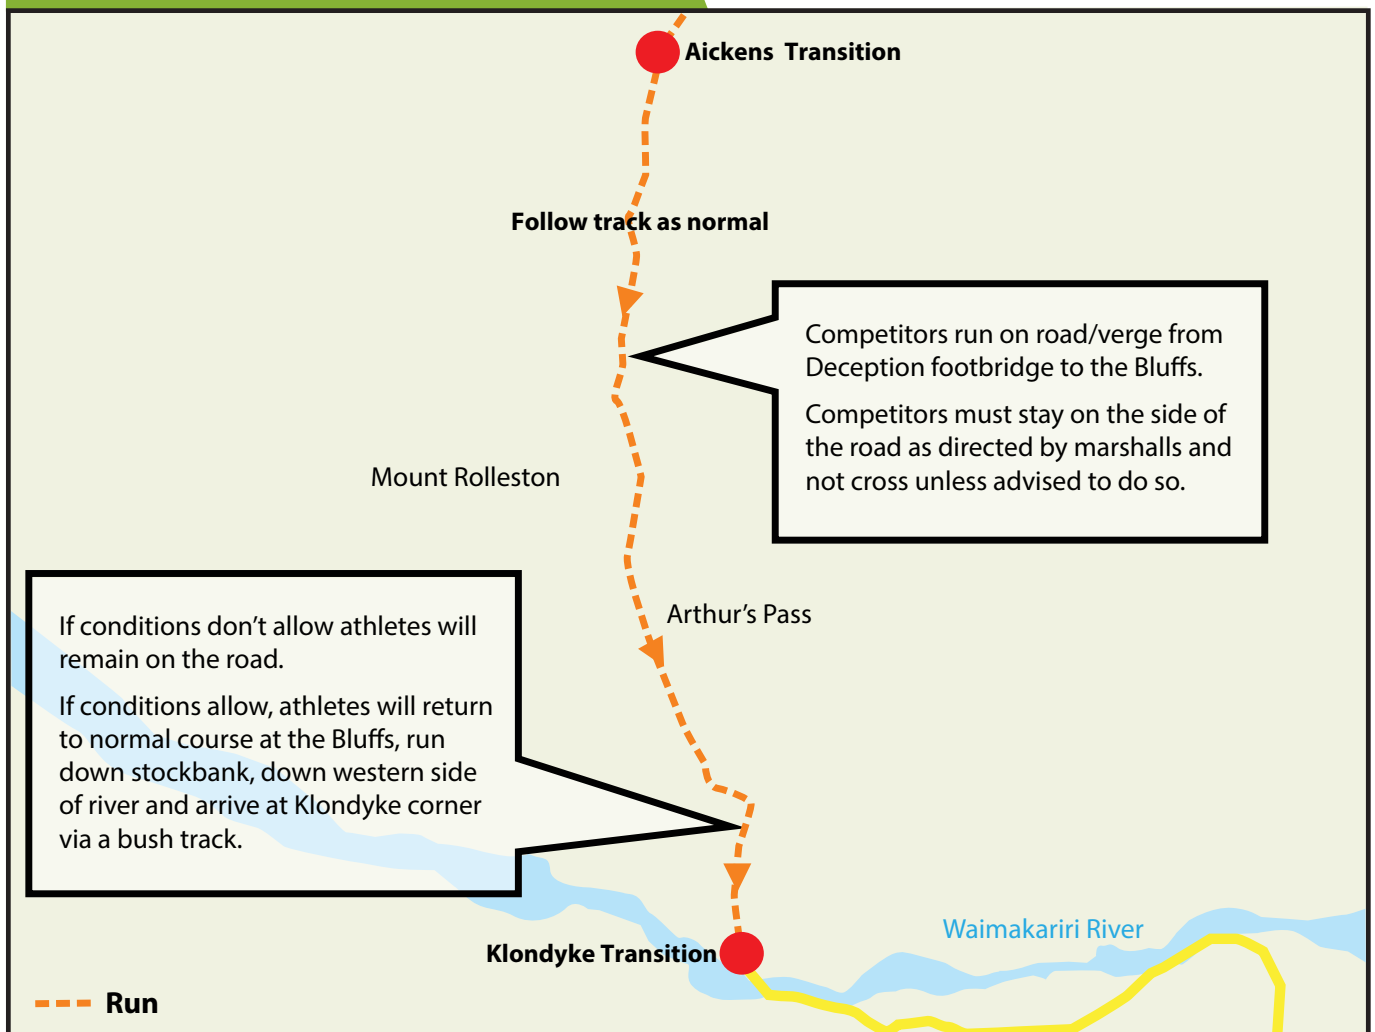 Aickens Transition
Follow track as normal
Competitors run on road/verge from
Deception footbridge to the Bluffs.
Competitors must stay on the side of
the road as directed by marshalls and
not cross unless advised to do so.
Mount Rolleston
Arthur’s Pass
If conditions don’t allow athletes will
remain on the road.
If conditions allow, athletes will return
to normal course at the Bluffs, run
down stockbank, down western side
of river and arrive at Klondyke corner
via a bush track.
Waimakariri River
Klondyke Transition
Run